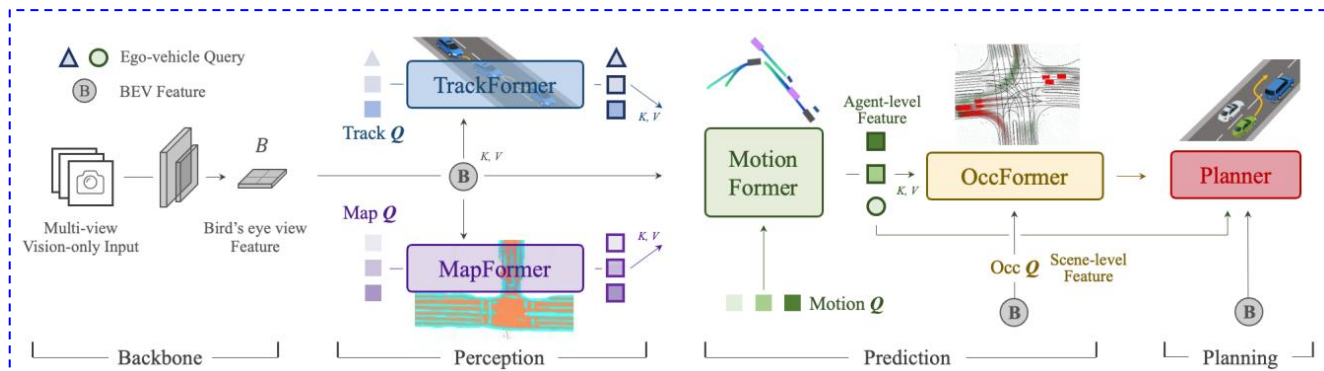 Ego-vehicle Query
B
BEV Feature
B
Multi-view
Vision-only Input
Bird's eye view
Feature
Backbone
TrackFormer
Track Q
K, V
K, V
B
Map Q
K, V
MapFormer
Perception
Motion
Former
Motion Q
Agent-level
Feature
K, V
OccFormer
Occ Q
Scene-level
Feature
B
Prediction
Planner
B
Planning